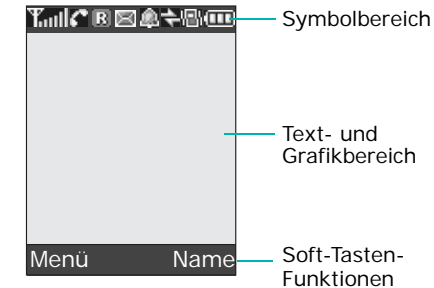 R
Symbolbereich
Text- und
Grafikbereich
Menü Name
Soft-Tasten-
Funktionen